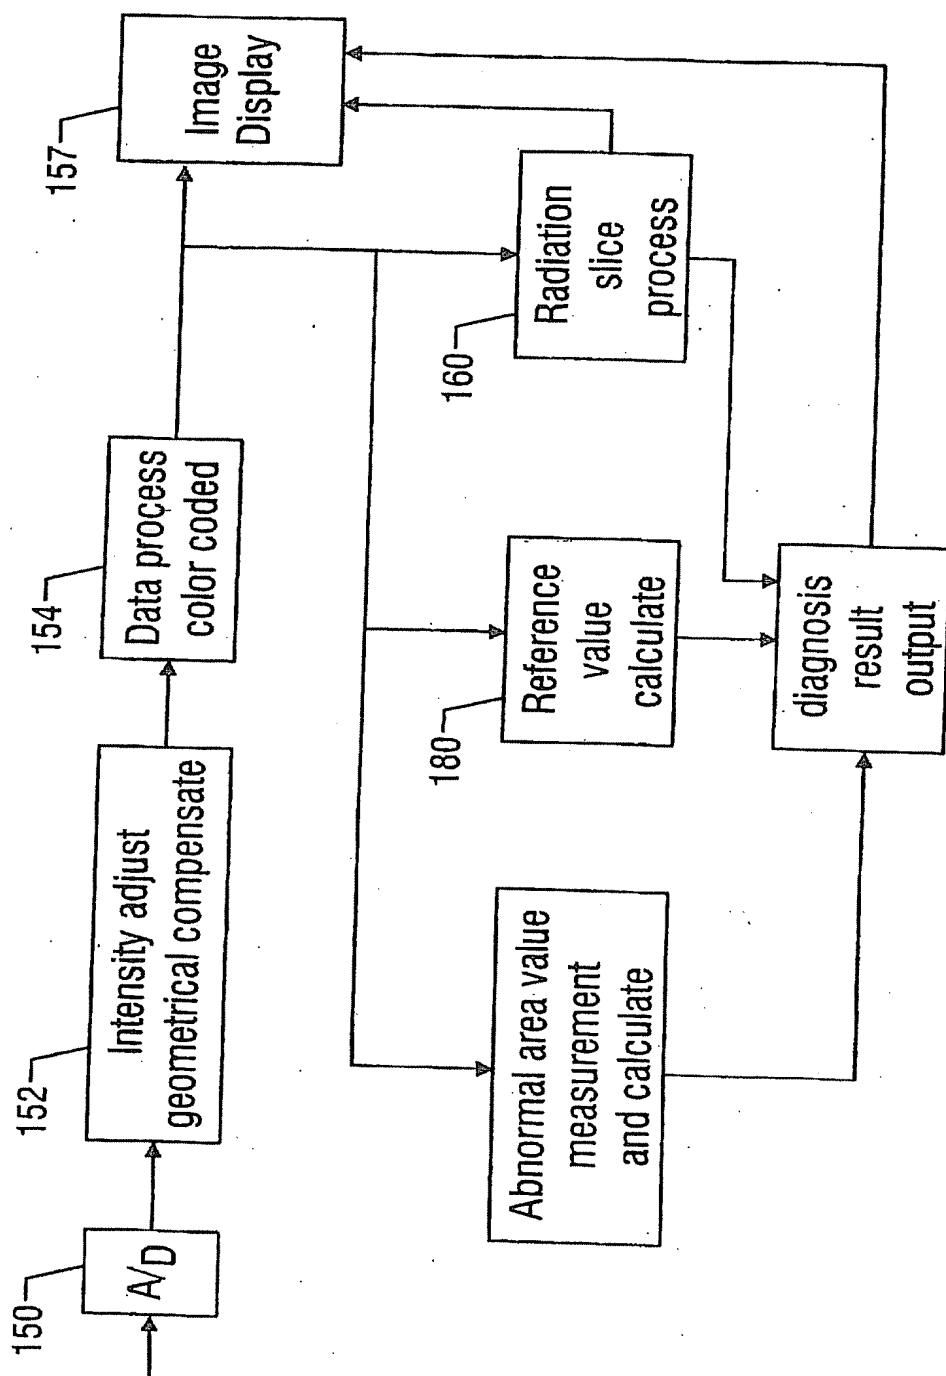 150
A/D
152
Intensity adjust
geometrical compensate
154
Data process
color coded
157
Image
Display
Abnormal area value
measurement
and calculate
180
Reference
value
calculate
160
Radiation
slice
process
diagnosis
result
output